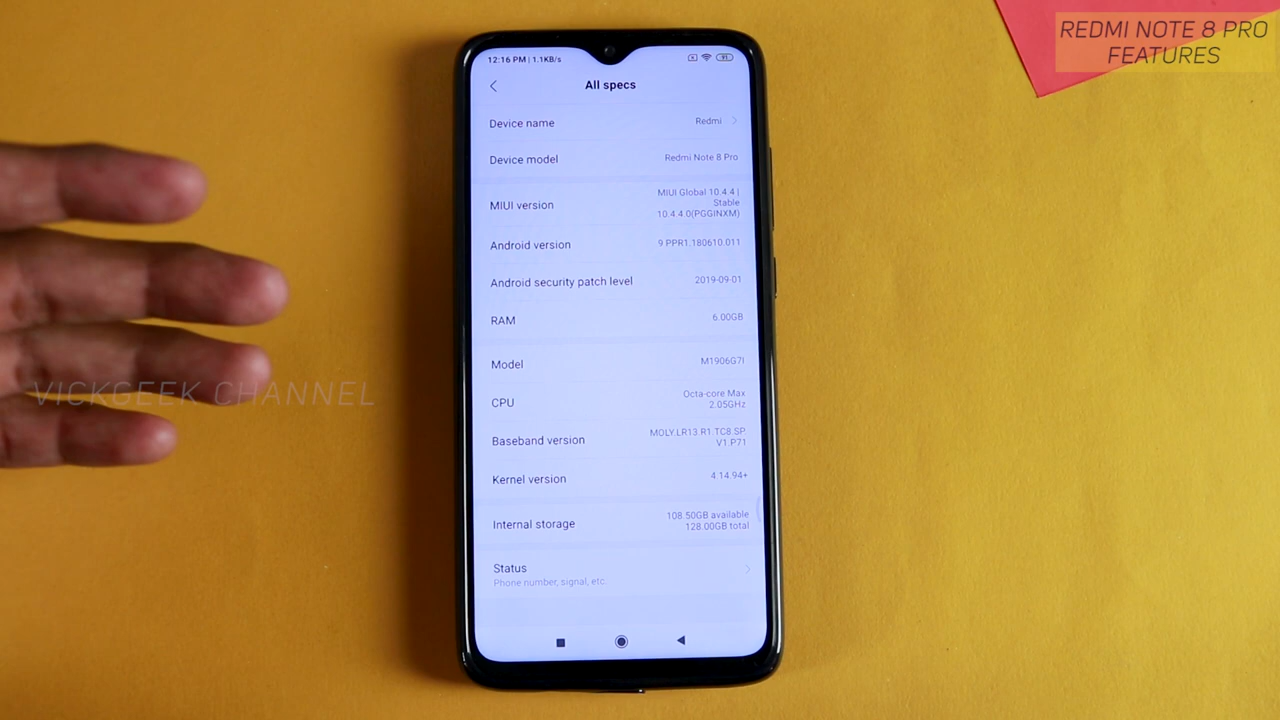 REDMI NOTE 8 PRO
FEATURES
12:16 PM | 1.1KB/s
91
All specs
Device name
Redmi
Device model
Redmi Note 8 Pro
MIUI version
MIUI Global 10.4.4 |
Stable
10.4.4.0(PGGINXM)
Android version
9 PPR1.180610.011
Android security patch level
2019-09-01
RAM
6.00GB
Model
M1906G7I
CPU
Octa-core Max
2.05GHz
Baseband version
MOLY.LR13.R1.TC8.SP.
V1.P71
Kernel version
4.14.94+
Internal storage
108.50GB available
128.00GB total
Status
Phone number, signal, etc.
VICKGEEK CHANNEL